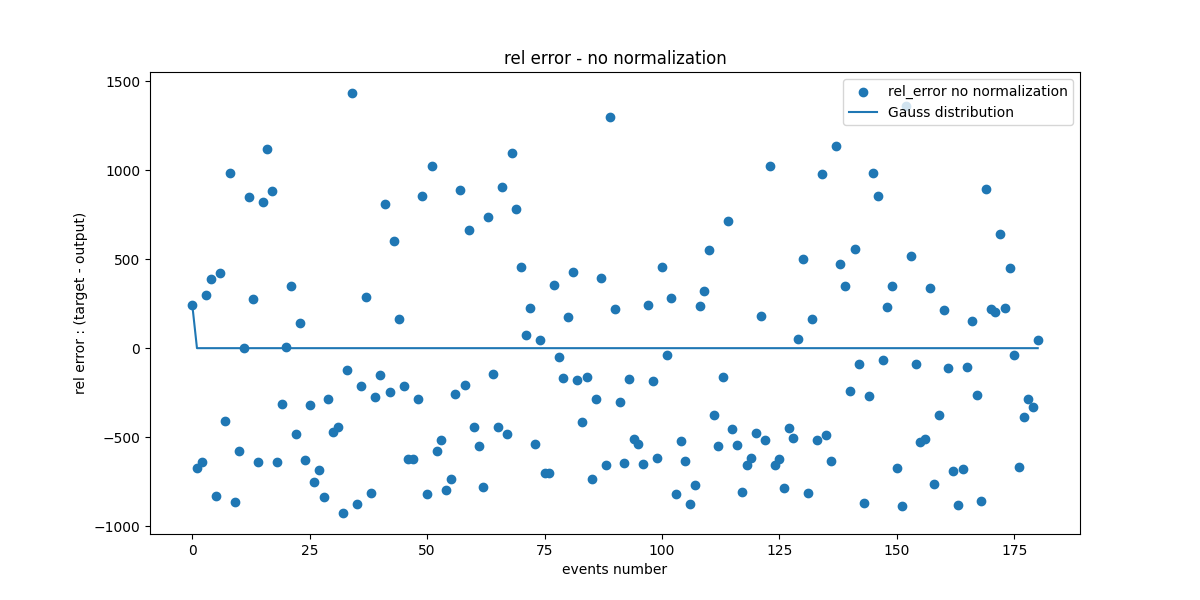 rel error - no normalization
rel_error no normalization
Gauss distribution
rel error : (target - output)
1500
1000
500
0
−500
−1000
0
25
50
75
100
125
150
175
events number